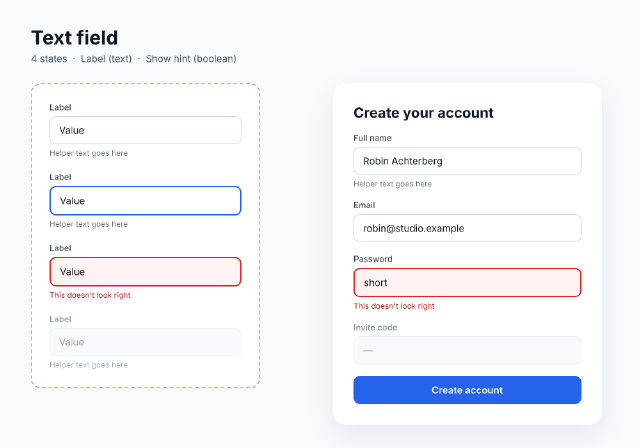 Text field
4 states · Label (text) · Show hint (boolean)
Label
Value
Helper text goes here
Label
Value
Helper text goes here
Label
Value
This doesn't look right
Label
Value
Helper text goes here
Create your account
Full name
Robin Achterberg
Helper text goes here
Email
robin@studio.example
Password
short
This doesn't look right
Invite code
—
Create account